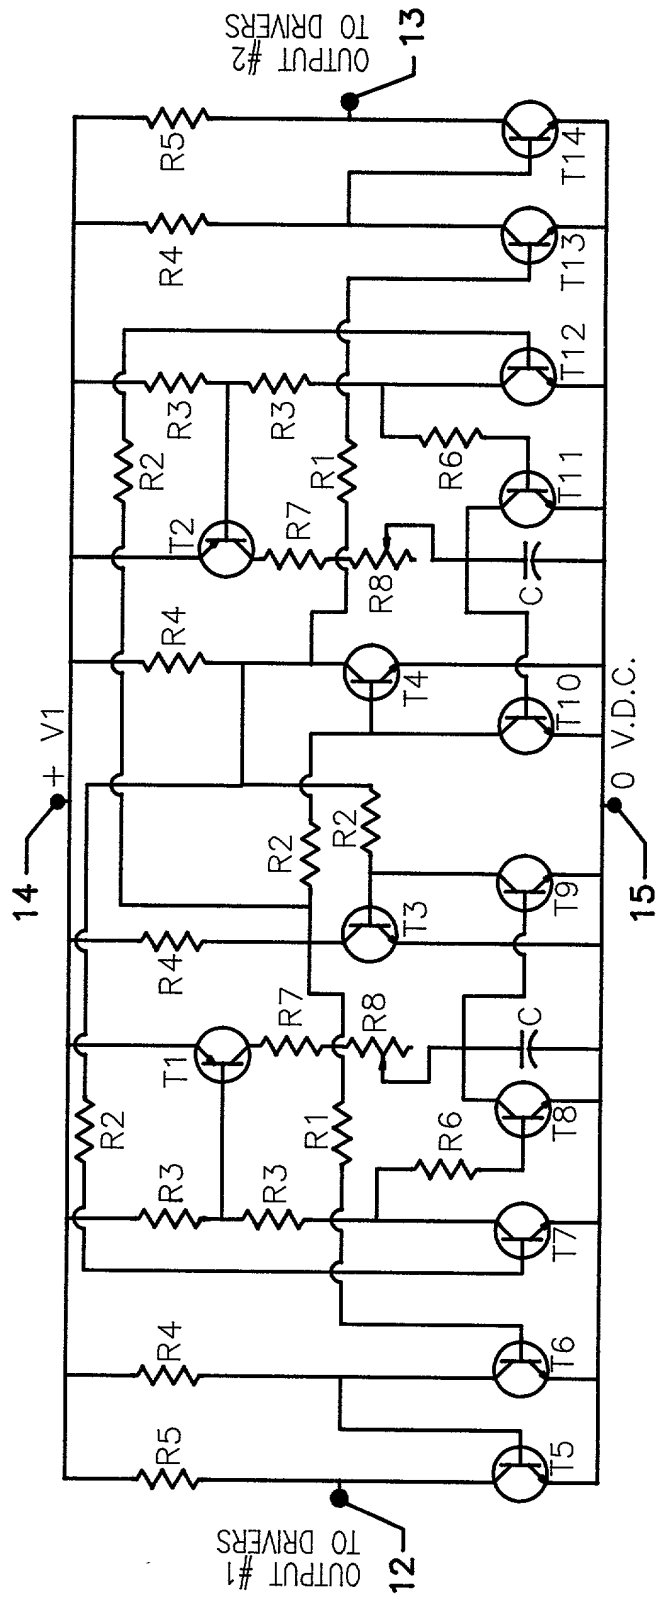 14
+ V1
R2
R2
R5
R4
R3
T1
R4
R4
T2
R3
R4
R5
OUTPUT #1
TO DRIVERS
OUTPUT #2
TO DRIVERS
R3
R7
R2
R7
R3
R1
R2
R1
R8
R8
12
13
T3
T4
R6
R6
C
C
T5
T6
T7
T8
T9
T10
T11
T12
T13
T14
15
0 V.D.C.